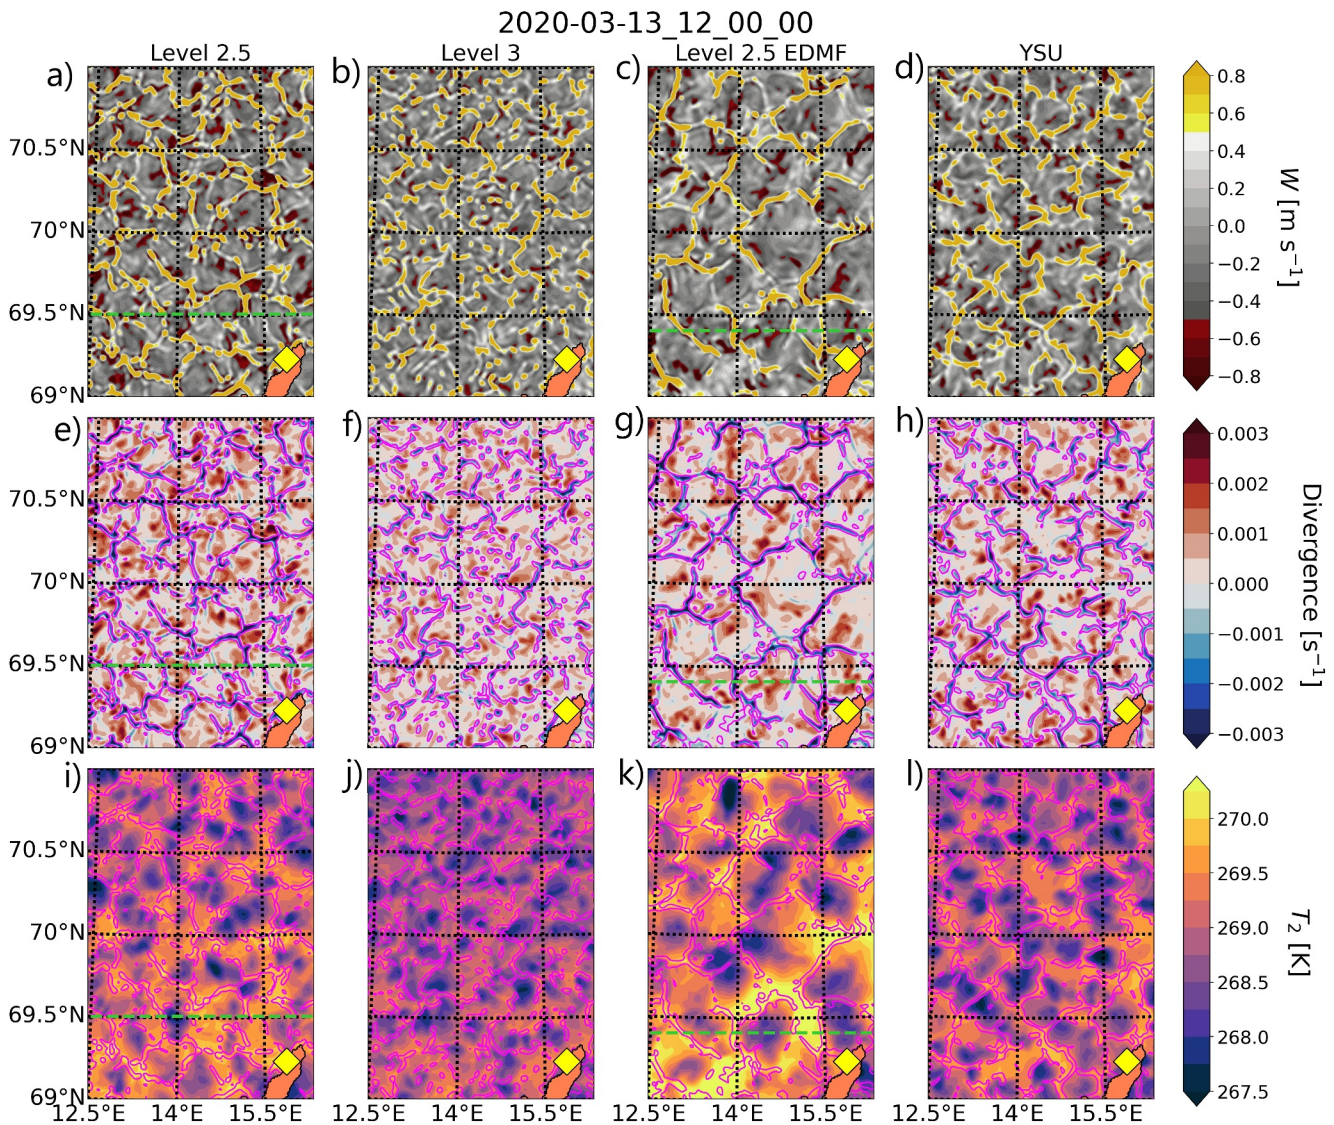 2020-03-13_12_00_00
Level 2.5
Level 3
Level 2.5 EDMF
YSU
a)
b)
c)
d)
70.5°N
70°N
69.5°N
69°N
0.8
0.6
0.4
0.2
0.0
−0.2
−0.4
−0.6
−0.8
W [m s⁻¹]
e)
f)
g)
h)
70.5°N
70°N
69.5°N
69°N
0.003
0.002
0.001
0.000
−0.001
−0.002
−0.003
Divergence [s⁻¹]
i)
j)
k)
l)
70.5°N
70°N
69.5°N
69°N
270.0
269.5
269.0
268.5
268.0
267.5
T₂ [K]
12.5°E 14°E 15.5°E
12.5°E 14°E 15.5°E
12.5°E 14°E 15.5°E
12.5°E 14°E 15.5°E